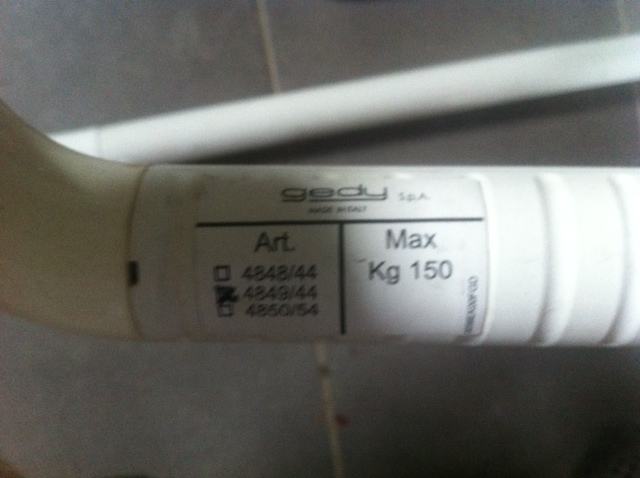 gedy S.p.A.
MADE IN ITALY
Art.
4848/44
4849/44
4850/54
Max
Kg 150